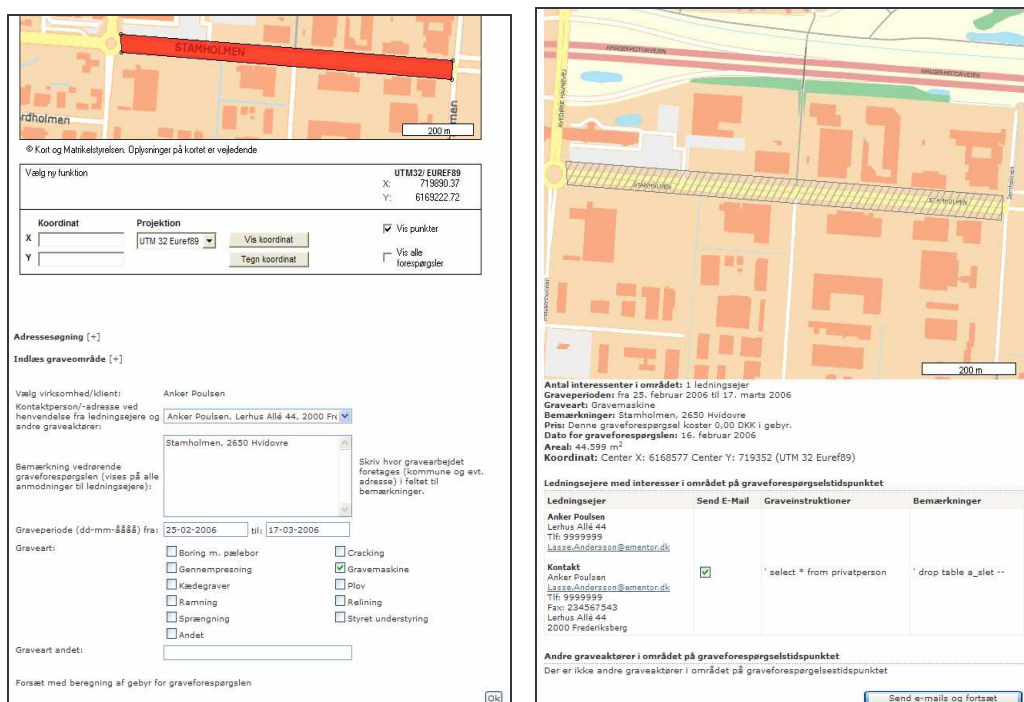 STAMHOLMEN
rdholmen
men
200 m
© Kort og Matrikelstyrelsen. Oplysninger på kortet er vejledende
Vælg ny funktion
UTM32/ EUREF89
X: 719890.37
Y: 6169222.72
Koordinat
Projektion
X
UTM 32 Euref89
Vis koordinat
Vis punkter
Y
Tegn koordinat
Vis alle
forespørgsler
Adressesøgning [+]
Indlæs graveområde [+]
Vælg virksomhed/klient: Anker Poulsen
Kontaktperson/-adresse ved
henvendelse fra ledningsejere og
andre graveaktører:
Anker Poulsen, Lerhus Allé 44, 2000 Fre
Stamholmen, 2650 Hvidovre
Bemærkning vedrørende
graveforespørgslen (vises på alle
anmodninger til ledningsejere):
Skriv hvor gravearbejdet
foretages (kommune og evt.
adresse) i feltet til
bemærkninger.
Graveperiode (dd-mm-åååå) fra: 25-02-2006 til: 17-03-2006
Graveart:
Boring m. pælebor
Cracking
Gennempresning
Gravemaskine
Kædegraver
Plov
Ramning
Relining
Sprængning
Styret understyring
Andet
Graveart andet:
Forsæt med beregning af gebyr for graveforespørgslen
Ok
AMAGERMOTORVEJEN
AMAGERMOTORVEJEN
AVEDØRE HAVNEVEJ
STAMHOLMEN
STAMHOLMEN
200 m
Antal interessenter i området: 1 ledningsejer
Graveperioden: fra 25. februar 2006 til 17. marts 2006
Graveart: Gravemaskine
Bemærkninger: Stamholmen, 2650 Hvidovre
Pris: Denne graveforespørgsel koster 0,00 DKK i gebyr.
Dato for graveforespørgslen: 16. februar 2006
Areal: 44.599 m²
Koordinat: Center X: 6168577 Center Y: 719352 (UTM 32 Euref89)
Ledningsejere med interesser i området på graveforespørgselstidspunktet
Ledningsejer Send E-Mail Graveinstruktioner Bemærkninger
Anker Poulsen
Lerhus Allé 44
Tlf: 9999999
Lasse.Andersson@ementor.dk
Kontakt
Anker Poulsen
Lasse.Andersson@ementor.dk
Tlf: 9999999
Fax: 234567543
Lerhus Allé 44
2000 Frederiksberg
' select * from privatperson
' drop table a_slet --
Andre graveaktører i området på graveforespørgselstidspunktet
Der er ikke andre graveaktører i området på graveforespørgselsestidspunktet
Send e-mails og fortsæt